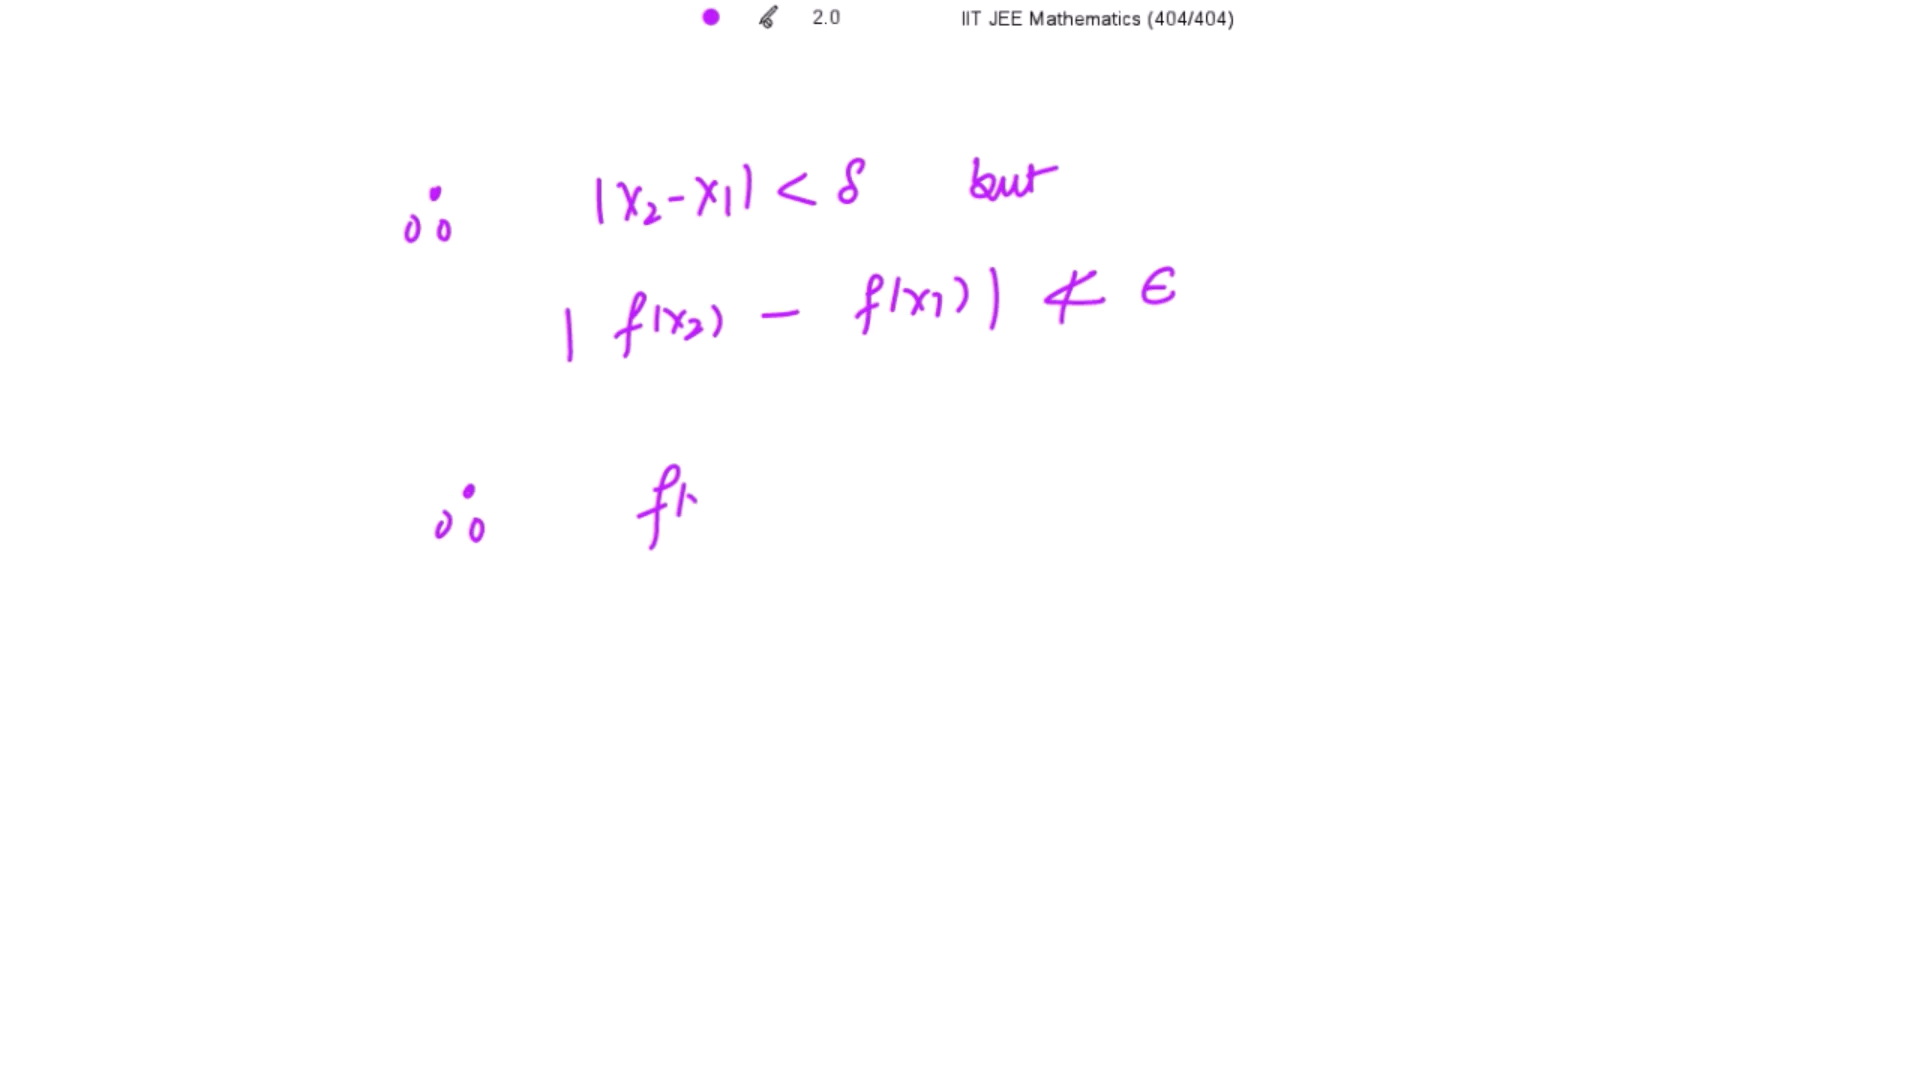 2.0 IIT JEE Mathematics (404/404)
∴ |x₂-x₁| < δ but
| f(x₂) - f(x₁) | ≮ ϵ
∴ f(